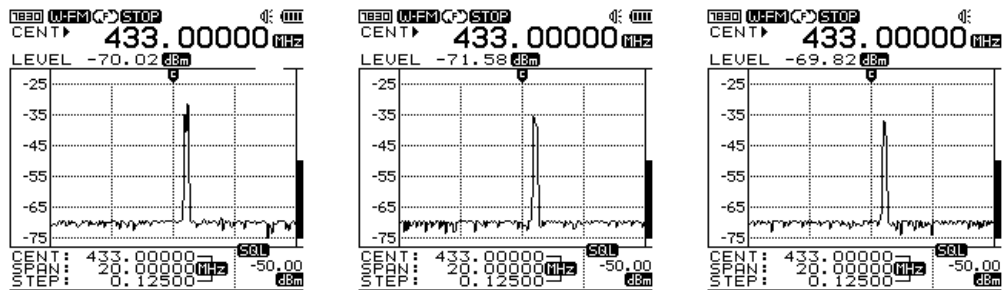 1830 W-FM (F) STOP
CENT 433.00000 MHz
LEVEL -70.02 dBm
C
-25
-35
-45
-55
-65
-75
CENT: 433.00000
SPAN: 20.00000 MHz
STEP: 0.12500
SQL
-50.00
dBm
1830 W-FM (F) STOP
CENT 433.00000 MHz
LEVEL -71.58 dBm
C
-25
-35
-45
-55
-65
-75
CENT: 433.00000
SPAN: 20.00000 MHz
STEP: 0.12500
SQL
-50.00
dBm
1830 W-FM (F) STOP
CENT 433.00000 MHz
LEVEL -69.82 dBm
C
-25
-35
-45
-55
-65
-75
CENT: 433.00000
SPAN: 20.00000 MHz
STEP: 0.12500
SQL
-50.00
dBm